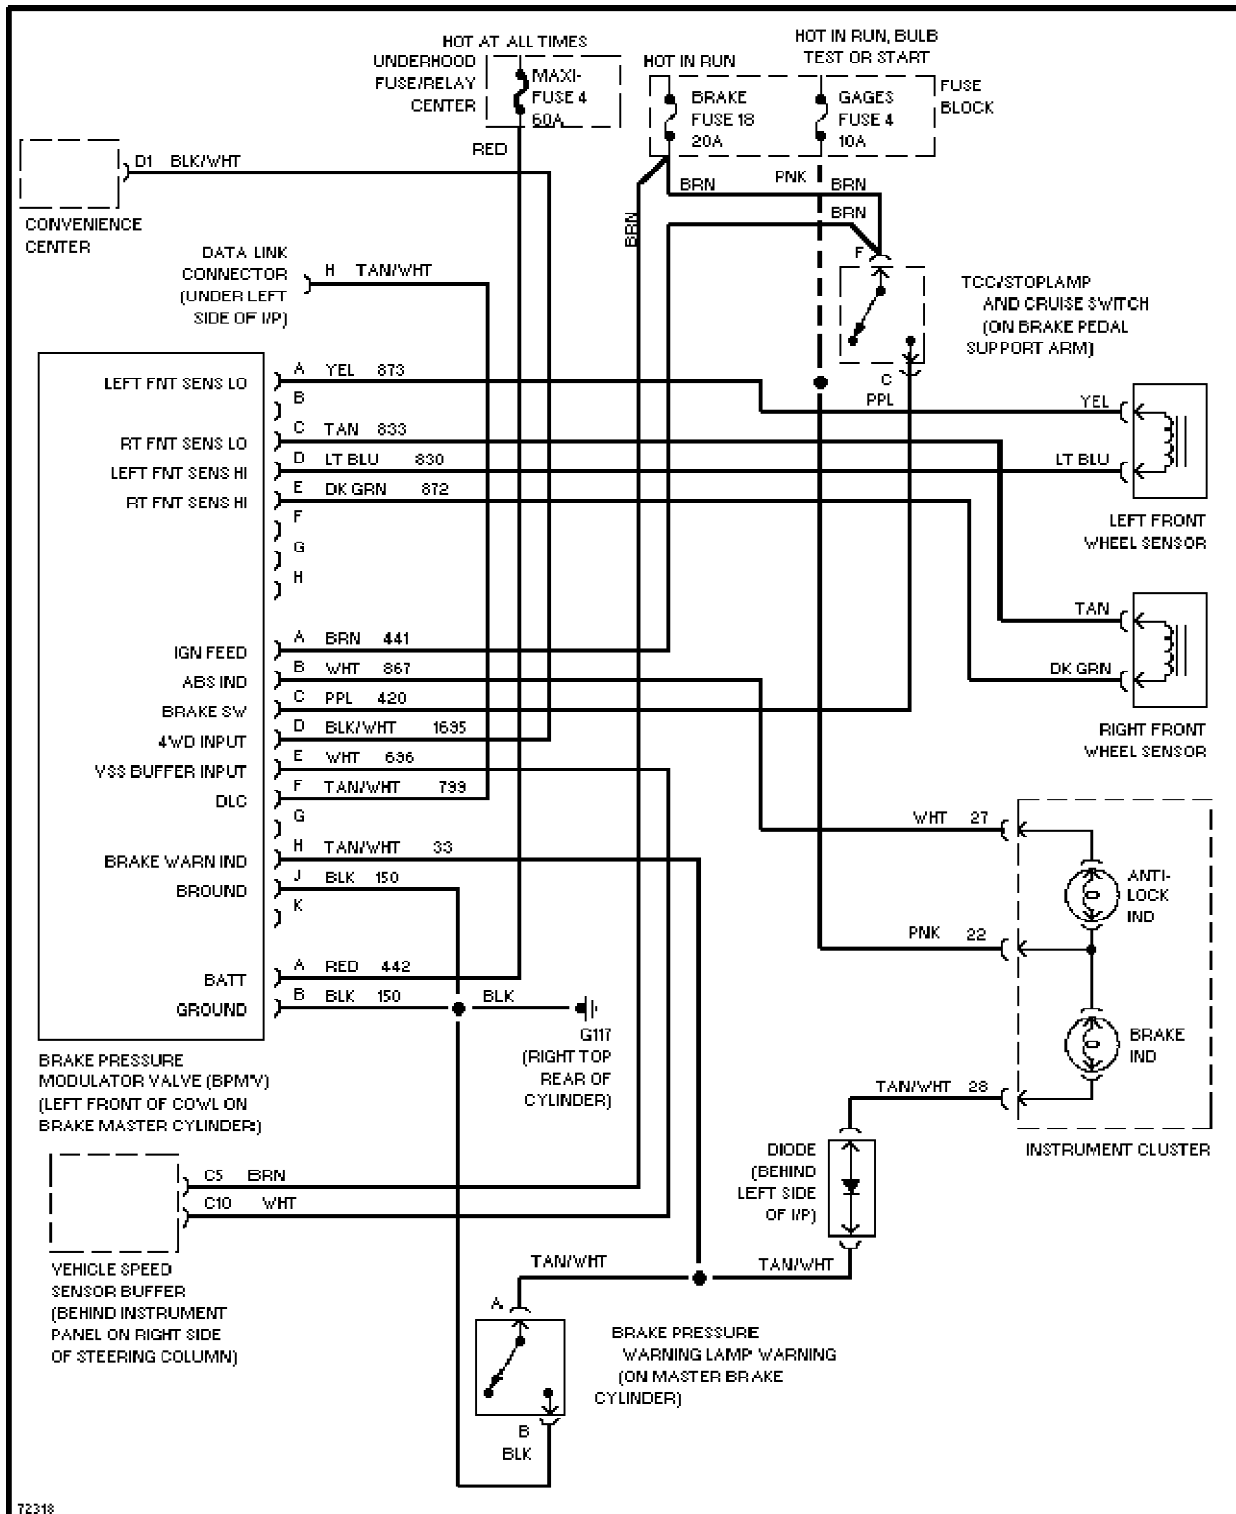 HOT AT ALL TIMES
UNDERHOOD
FUSE/RELAY
CENTER
MAXI-
FUSE 4
60A
RED
HOT IN RUN
HOT IN RUN, BULB
TEST OR START
BRAKE
FUSE 18
20A
GAGES
FUSE 4
10A
FUSE
BLOCK
D1 BLK/WHT
CONVENIENCE
CENTER
BRN
PNK
BRN
BRN
BRN
F
DATA LINK
CONNECTOR
(UNDER LEFT
SIDE OF I/P)
H TAN/WHT
TCC/STOPLAMP
AND CRUISE SWITCH
(ON BRAKE PEDAL
SUPPORT ARM)
C
PPL
LEFT FNT SENS LO
A YEL 873
B
RT FNT SENS LO
C TAN 833
LEFT FNT SENS HI
D LT BLU 830
RT FNT SENS HI
E DK GRN 872
F
G
H
YEL
LT BLU
LEFT FRONT
WHEEL SENSOR
TAN
DK GRN
RIGHT FRONT
WHEEL SENSOR
IGN FEED
A BRN 441
ABS IND
B WHT 867
BRAKE SW
C PPL 420
4WD INPUT
D BLK/WHT 1695
VSS BUFFER INPUT
E WHT 696
DLC
F TAN/WHT 799
G
BRAKE WARN IND
H TAN/WHT 33
BROUND
J BLK 150
K
BATT
A RED 442
GROUND
B BLK 150
BLK
G117
(RIGHT TOP
REAR OF
CYLINDER)
WHT 27
ANTI-
LOCK
IND
PNK 22
BRAKE
IND
TAN/WHT 28
INSTRUMENT CLUSTER
BRAKE PRESSURE
MODULATOR VALVE (BPM'V)
(LEFT FRONT OF COWL ON
BRAKE MASTER CYLINDER:)
DIODE
(BEHIND
LEFT SIDE
OF I/P)
C5 BRN
C10 WHT
VEHICLE SPEED
SENSOR BUFFER
(BEHIND INSTRUMENT
PANEL ON RIGHT SIDE
OF STEERING COLUMN)
TAN/WHT
TAN/WHT
A
BRAKE PRESSURE
WARNING LAMP WARNING
(ON MASTER BRAKE
CYLINDER)
B
BLK
72318